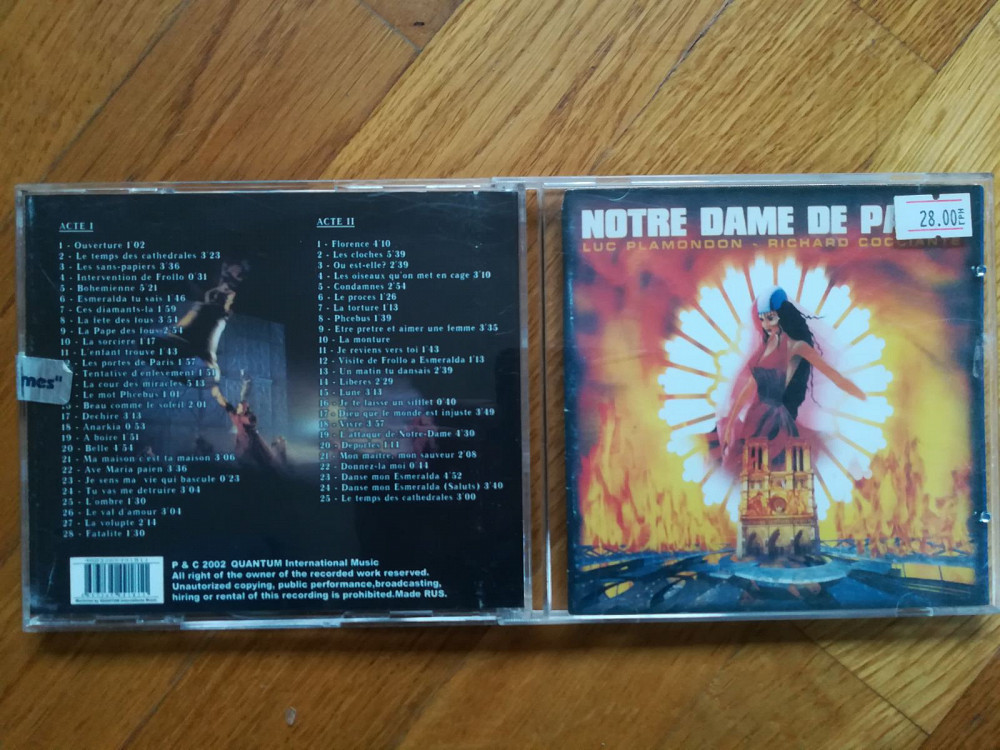 ACTE I
1 - Ouverture 1'02
2 - Le temps des cathedrales 3'23
3 - Les sans-papiers 3'36
4 - Intervention de Frollo 0'31
5 - Bohemienne 5'21
6 - Esmeralda tu sais 1'46
7 - Ces diamants-la 1'59
8 - La fete des fous 3'54
9 - La Pape des fous 2'54
10 - La sorciere 1'17
11 - L'enfant trouve 1'43
12 - Les portes de Paris 1'57
- Tentative d'enlevement 1'51
- La cour des miracles 5'13
- Le mot Phcebus 1'01
- Beau comme le soleil 2'01
17 - Dechire 3'13
18 - Anarkia 0'53
19 - A boire 1'51
20 - Belle 4'54
21 - Ma maison c'est ta maison 3'06
22 - Ave Maria paien 3'36
23 - Je sens ma vie qui bascule 0'23
24 - Tu vas me detruire 3'04
25 - L'ombre 1'30
26 - Le val d'amour 3'04
27 - La volupte 2'14
28 - Fatalite 1'30
mes"
ACTE II
1 - Florence 4'10
2 - Les cloches 5'39
3 - Ou est-elle? 2'39
4 - Les oiseaux qu'on met en cage 3'10
5 - Condamnes 2'54
6 - Le proces 1'26
7 - La torture 1'13
8 - Phcebus 1'39
9 - Etre pretre et aimer une femme 3'35
10 - La monture
11 - Je reviens vers toi 1'43
12 - Visite de Frollo a Esmeralda 1'13
13 - Un matin tu dansais 2'39
14 - Liberes 2'29
15 - Lune 3'13
16 - Je te laisse un sifflet 0'40
17 - Dieu que le monde est injuste 3'49
18 - Vivre 3'57
19 - L'attaque de Notre-Dame 4'30
20 - Deportes 1'14
21 - Mon maitre, mon sauveur 2'08
22 - Donnez-la moi 0'44
23 - Danse mon Esmeralda 4'52
24 - Danse mon Esmeralda (Saluts) 3'40
25 - Le temps des cathedrales 3'00
P & C 2002 QUANTUM International Music
All right of the owner of the recorded work reserved.
Unautorized copying, public performance,broadcasting,
hiring or rental of this recording is prohibited.Made RUS.
NOTRE DAME DE PA
28.00 ГРН
LUC PLAMONDON - RICHARD COCCIANTE